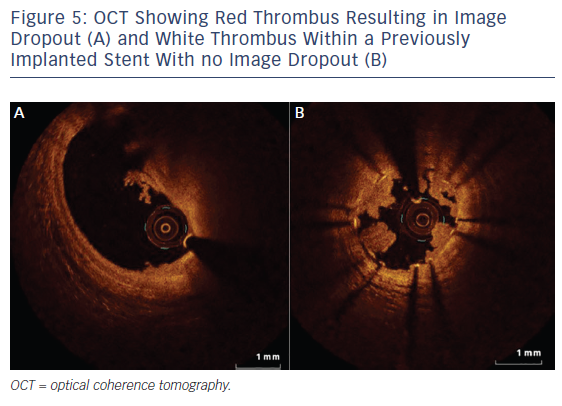 Figure 5: OCT Showing Red Thrombus Resulting in Image
Dropout (A) and White Thrombus Within a Previously
Implanted Stent With no Image Dropout (B)
A
B
1 mm
1 mm
OCT = optical coherence tomography.